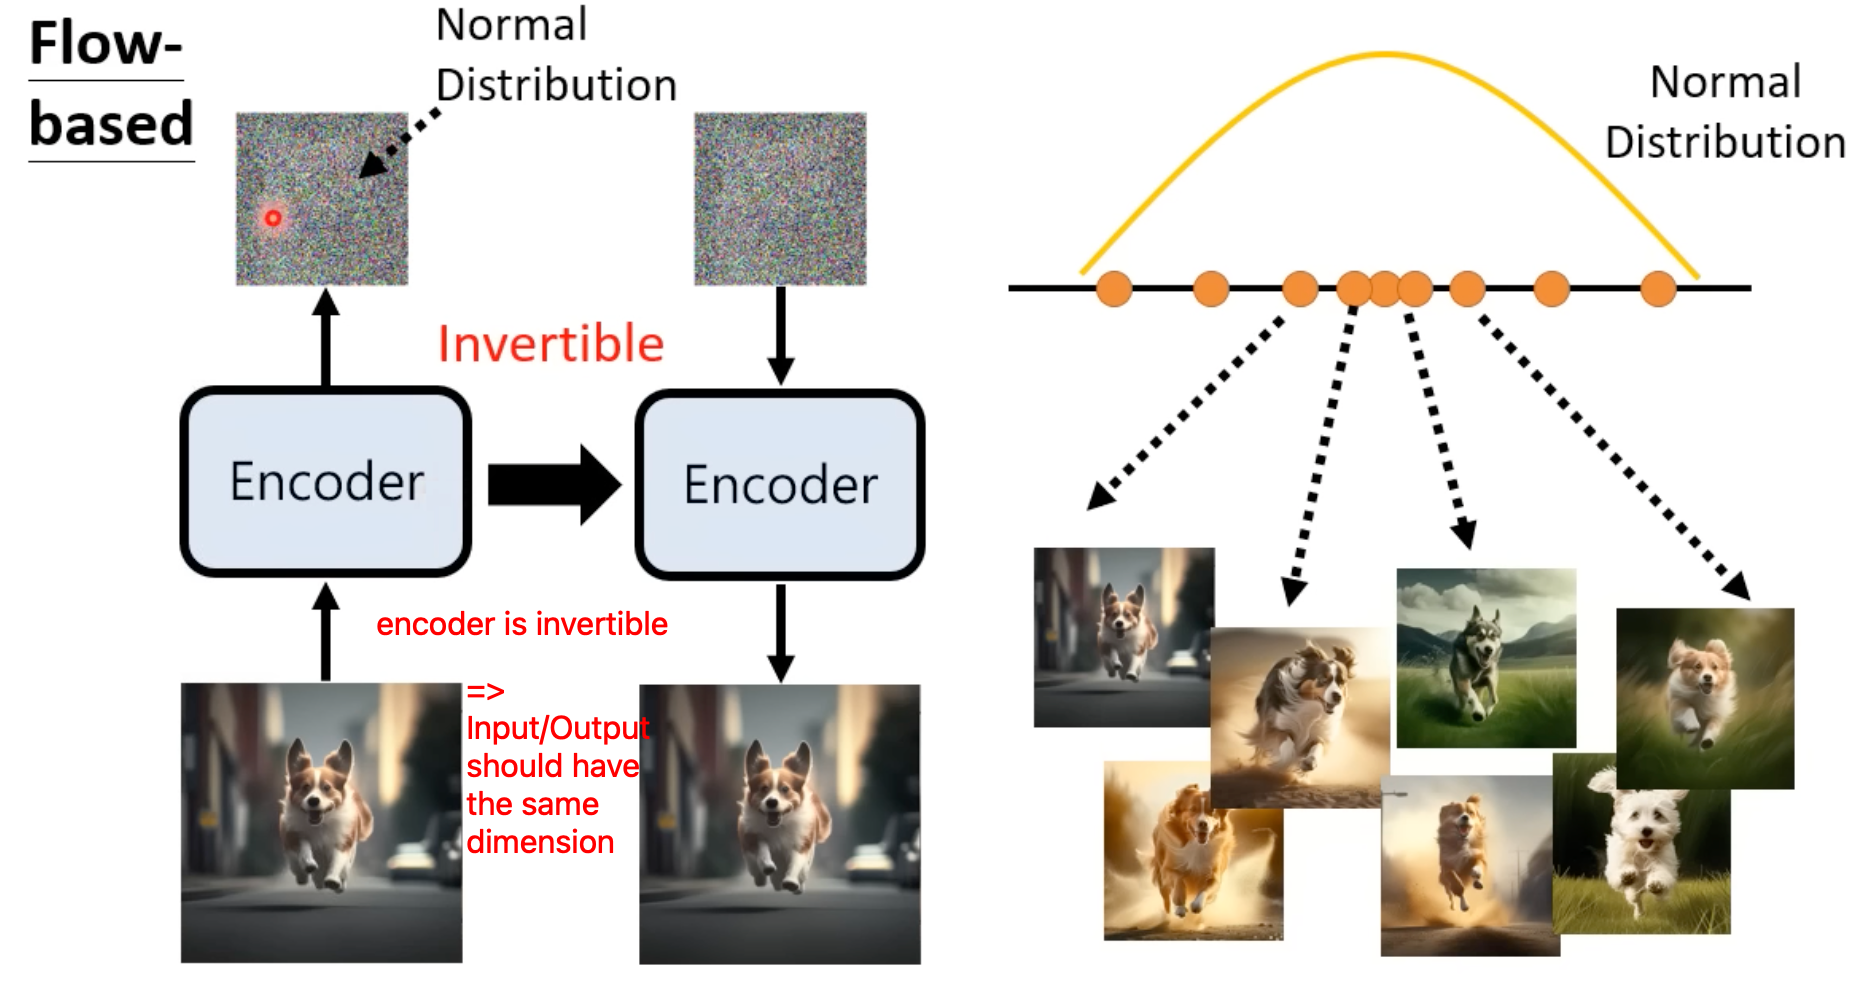 Flow-
based
Normal
Distribution
Invertible
Encoder
Encoder
encoder is invertible
=>
Input/Output
should have
the same
dimension
Normal
Distribution